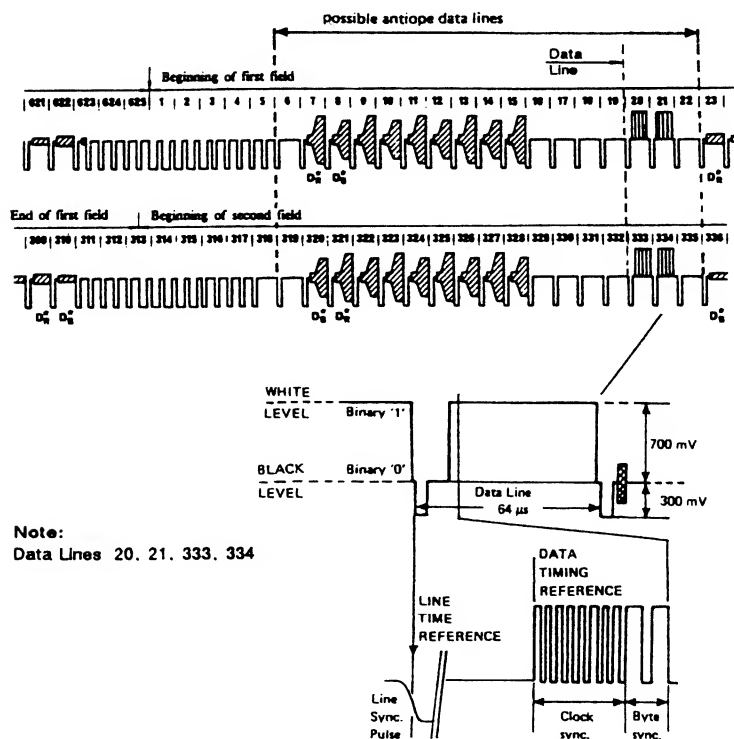 possible antiope data lines
Data
Line
Beginning of first field
621 622 623 624 625 1 2 3 4 5 6 7 8 9 10 11 12 13 14 15 16 17 18 19 20 21 22 23
End of first field Beginning of second field
309 310 311 312 313 314 315 316 317 318 319 320 321 322 323 324 325 326 327 328 329 330 331 332 333 334 335 336
WHITE
LEVEL Binary '1'
700 mV
BLACK Binary '0'
LEVEL
Data Line
64 μs
300 mV
Note:
Data Lines 20, 21, 333, 334
DATA
TIMING
REFERENCE
LINE
TIME
REFERENCE
Line
Sync.
Pulse
Clock
sync.
Byte
sync.